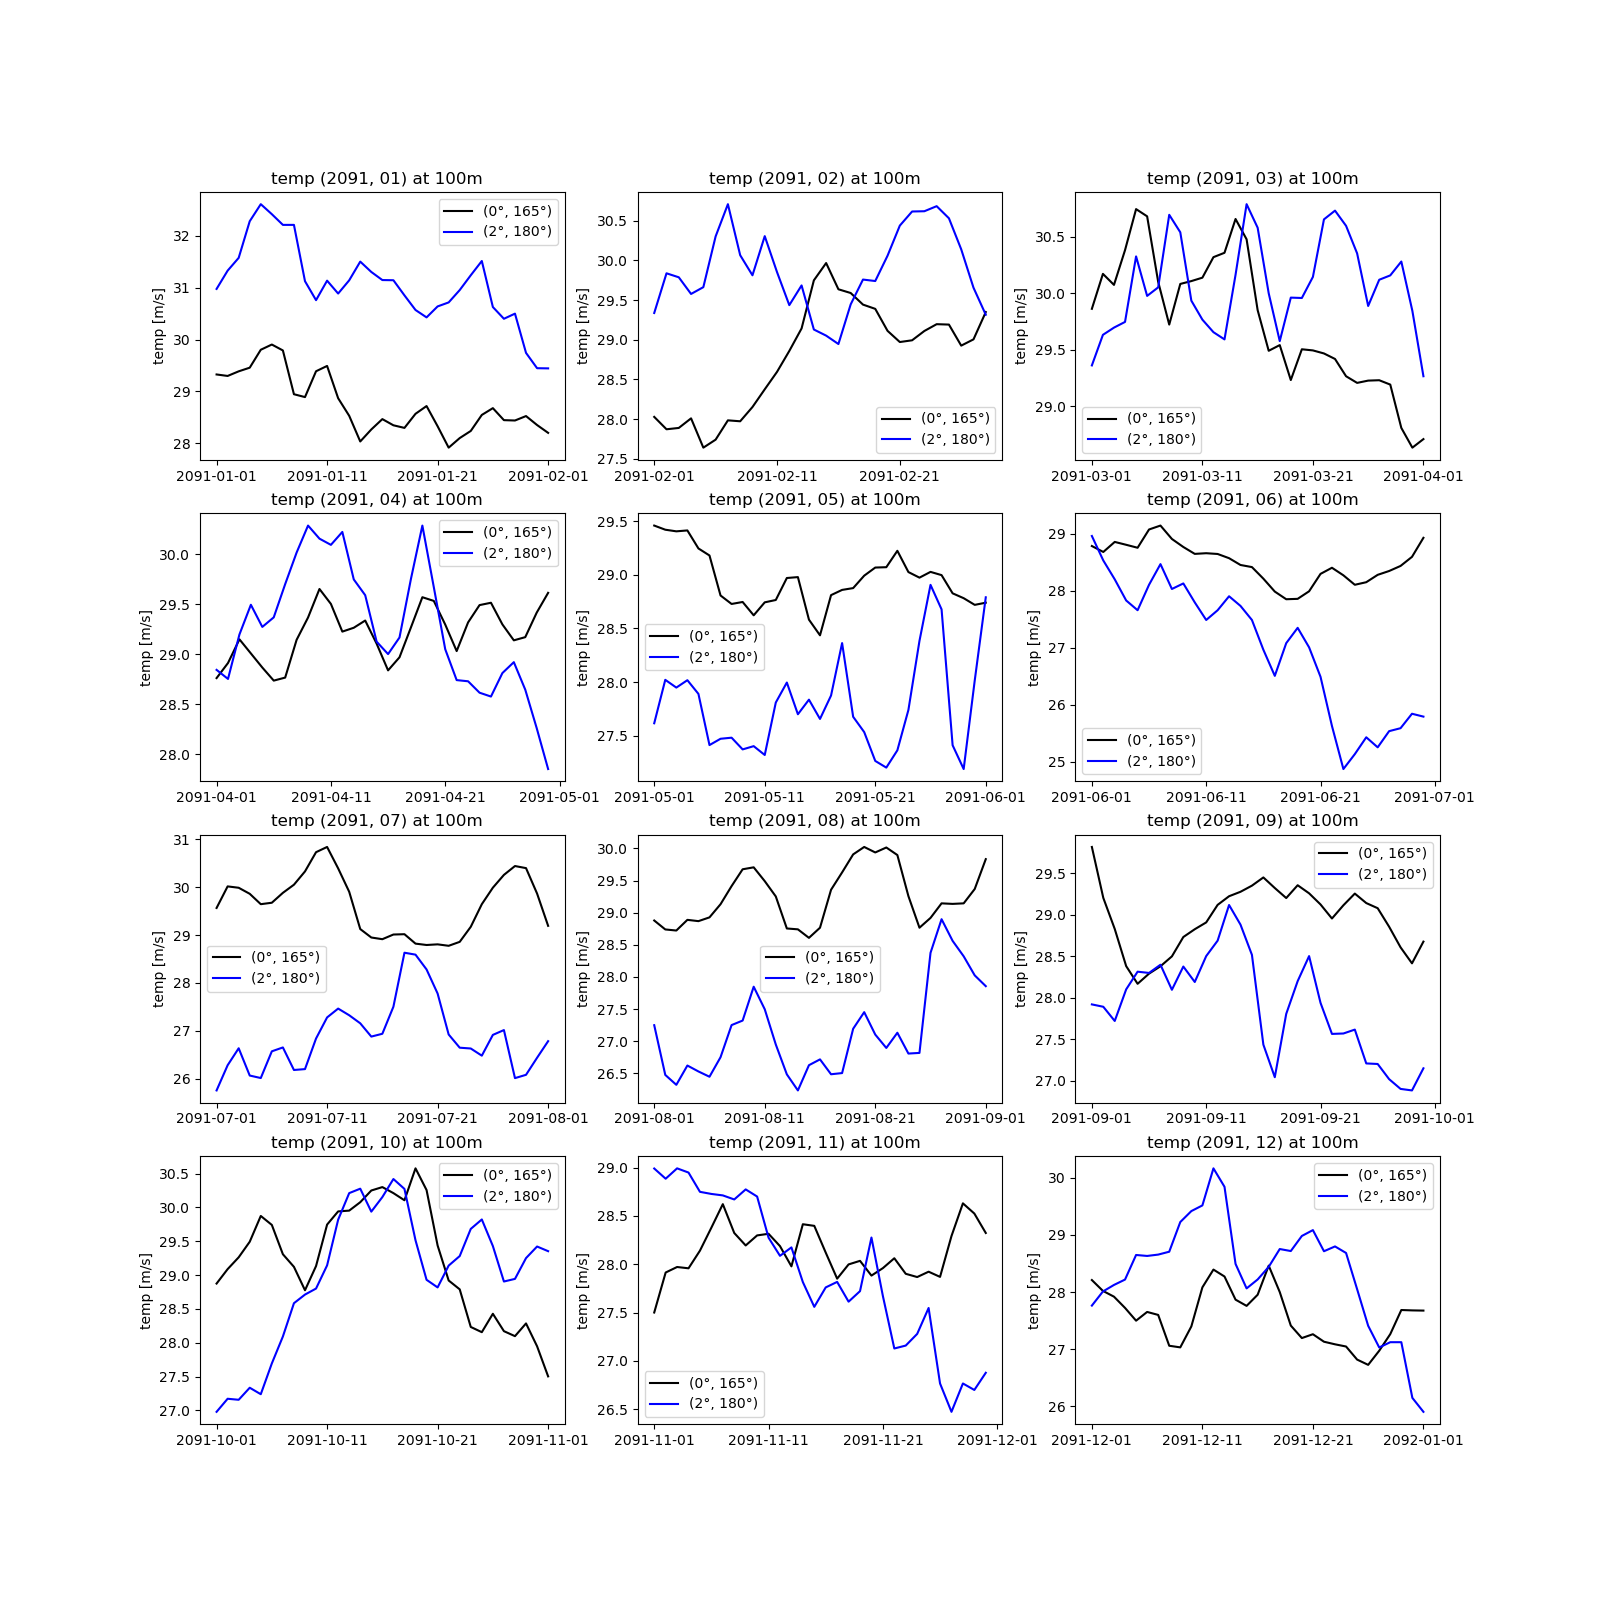 temp (2091, 01) at 100m
temp [m/s]
32
31
30
29
28
(0°, 165°)
(2°, 180°)
2091-01-01 2091-01-11 2091-01-21 2091-02-01
temp (2091, 02) at 100m
temp [m/s]
30.5
30.0
29.5
29.0
28.5
28.0
27.5
(0°, 165°)
(2°, 180°)
2091-02-01 2091-02-11 2091-02-21
temp (2091, 03) at 100m
temp [m/s]
30.5
30.0
29.5
29.0
(0°, 165°)
(2°, 180°)
2091-03-01 2091-03-11 2091-03-21 2091-04-01
temp (2091, 04) at 100m
temp [m/s]
30.0
29.5
29.0
28.5
28.0
(0°, 165°)
(2°, 180°)
2091-04-01 2091-04-11 2091-04-21 2091-05-01
temp (2091, 05) at 100m
temp [m/s]
29.5
29.0
28.5
28.0
27.5
(0°, 165°)
(2°, 180°)
2091-05-01 2091-05-11 2091-05-21 2091-06-01
temp (2091, 06) at 100m
temp [m/s]
29
28
27
26
25
(0°, 165°)
(2°, 180°)
2091-06-01 2091-06-11 2091-06-21 2091-07-01
temp (2091, 07) at 100m
temp [m/s]
31
30
29
28
27
26
(0°, 165°)
(2°, 180°)
2091-07-01 2091-07-11 2091-07-21 2091-08-01
temp (2091, 08) at 100m
temp [m/s]
30.0
29.5
29.0
28.5
28.0
27.5
27.0
26.5
(0°, 165°)
(2°, 180°)
2091-08-01 2091-08-11 2091-08-21 2091-09-01
temp (2091, 09) at 100m
temp [m/s]
29.5
29.0
28.5
28.0
27.5
27.0
(0°, 165°)
(2°, 180°)
2091-09-01 2091-09-11 2091-09-21 2091-10-01
temp (2091, 10) at 100m
temp [m/s]
30.5
30.0
29.5
29.0
28.5
28.0
27.5
27.0
(0°, 165°)
(2°, 180°)
2091-10-01 2091-10-11 2091-10-21 2091-11-01
temp (2091, 11) at 100m
temp [m/s]
29.0
28.5
28.0
27.5
27.0
26.5
(0°, 165°)
(2°, 180°)
2091-11-01 2091-11-11 2091-11-21 2091-12-01
temp (2091, 12) at 100m
temp [m/s]
30
29
28
27
26
(0°, 165°)
(2°, 180°)
2091-12-01 2091-12-11 2091-12-21 2092-01-01